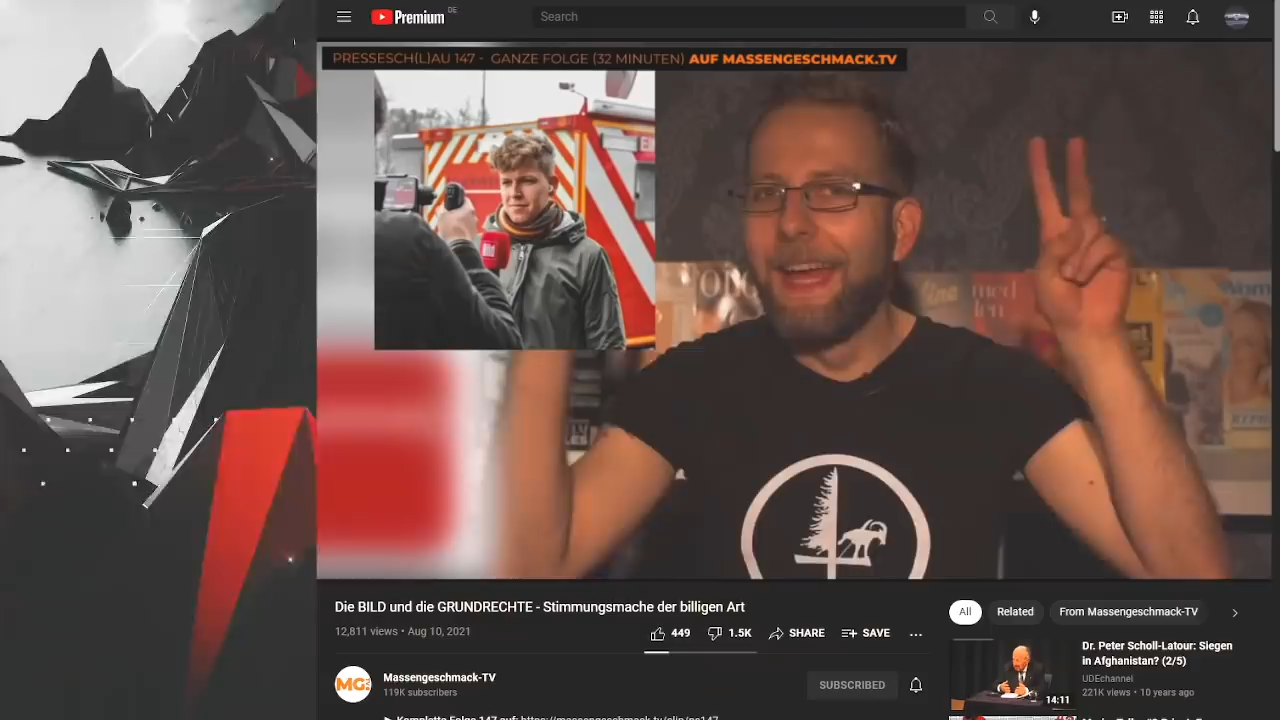 Premium DE
Search
PRESSESCH(L)AU 147 - GANZE FOLGE (32 MINUTEN) AUF MASSENGESCHMACK.TV
Die BILD und die GRUNDRECHTE - Stimmungsmache der billigen Art
12,811 views • Aug 10, 2021
449
1.5K
SHARE
SAVE
MG
Massengeschmack-TV
119K subscribers
SUBSCRIBED
All
Related
From Massengeschmack-TV
Dr. Peter Scholl-Latour: Siegen
in Afghanistan? (2/5)
UDEchannel
221K views • 10 years ago
14:11